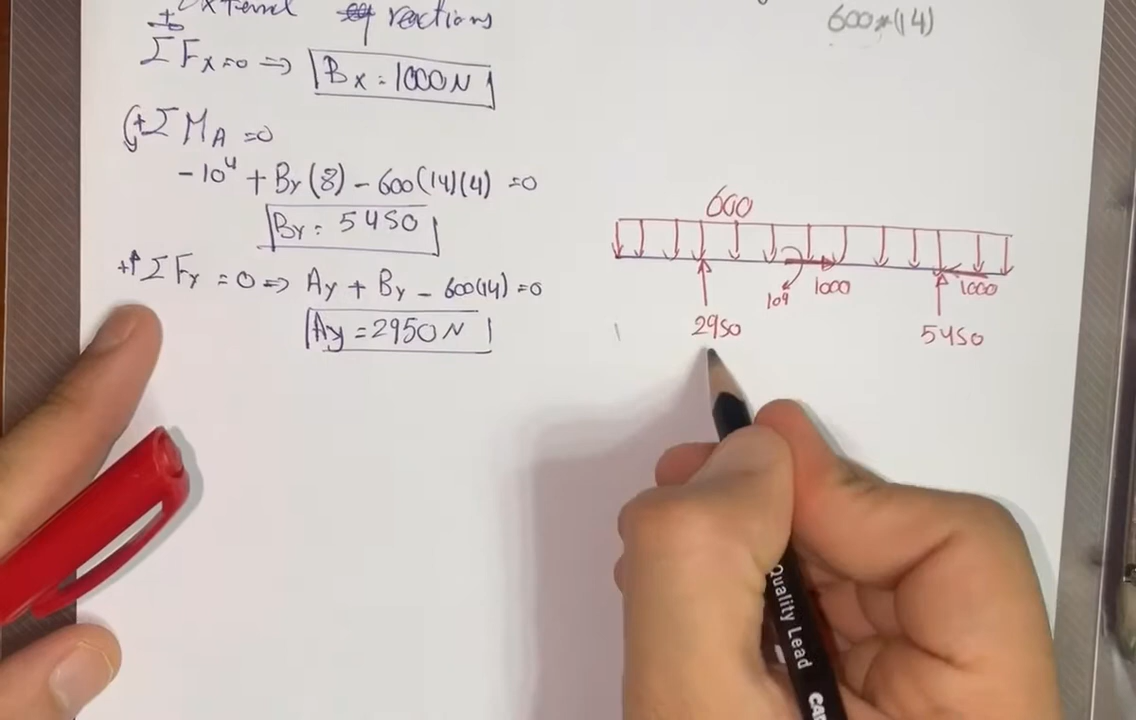 External reactions
600*(14)
+
ΣFx=0 => Bx = 1000N
(+ΣMA=0
-10⁴ + By(8) - 600(14)(4) =0
By = 5450
+↑ΣFy =0=> Ay + By - 600(14)=0
Ay = 2950 N
600
10⁴
1000
1000
2950
5450
Quality Lead